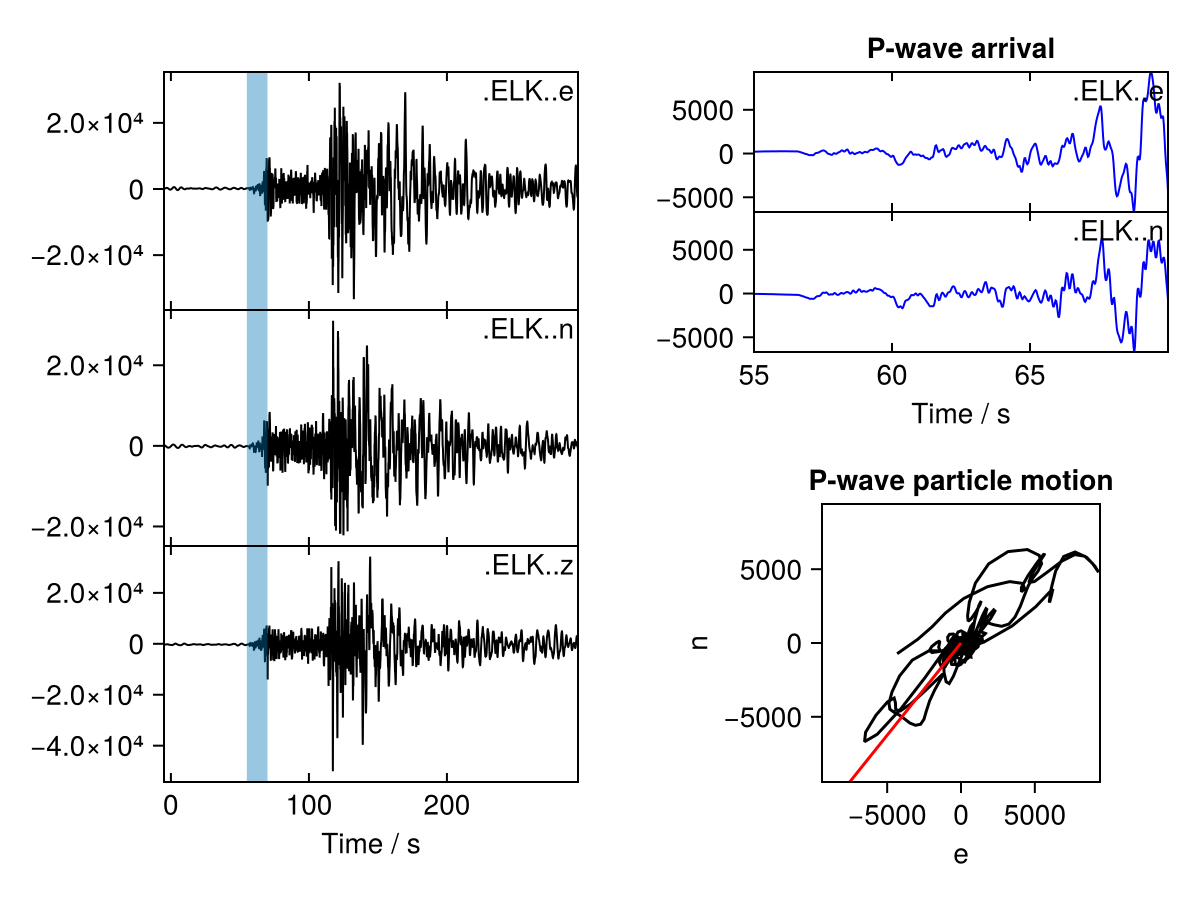 .ELK..e
2.0×10⁴
0
−2.0×10⁴
.ELK..n
2.0×10⁴
0
−2.0×10⁴
.ELK..z
2.0×10⁴
0
−2.0×10⁴
−4.0×10⁴
0 100 200
Time / s
P-wave arrival
.ELK..e
5000
0
−5000
.ELK..n
5000
0
−5000
55 60 65
Time / s
P-wave particle motion
5000
0
−5000
n
−5000 0 5000
e